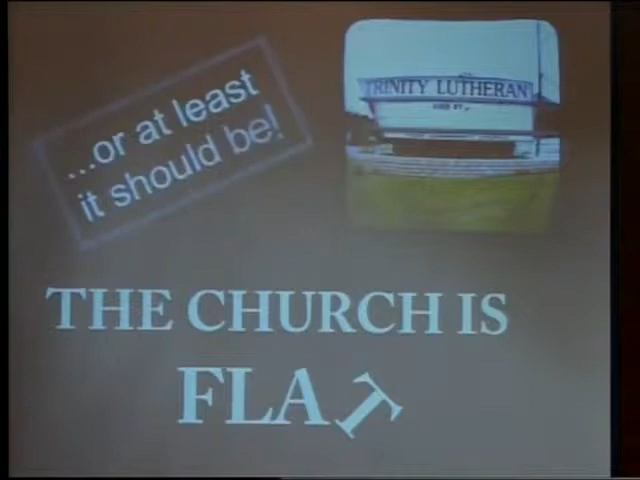 ...or at least
it should be!
TRINITY LUTHERAN
THE CHURCH IS
FLAT